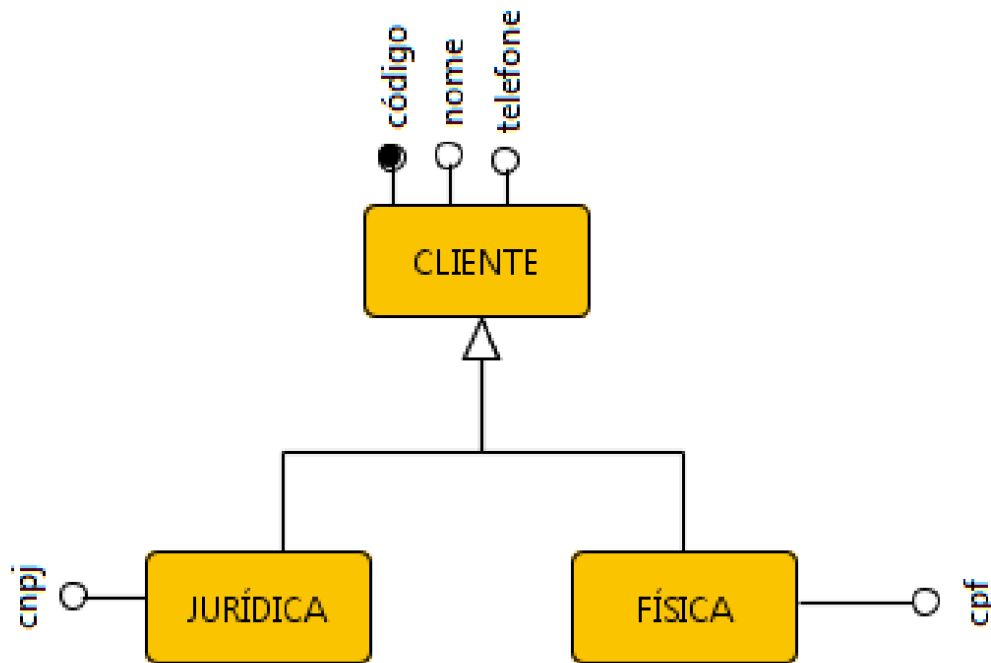 código
nome
telefone
CLIENTE
cnpj
JURÍDICA
FÍSICA
cpf